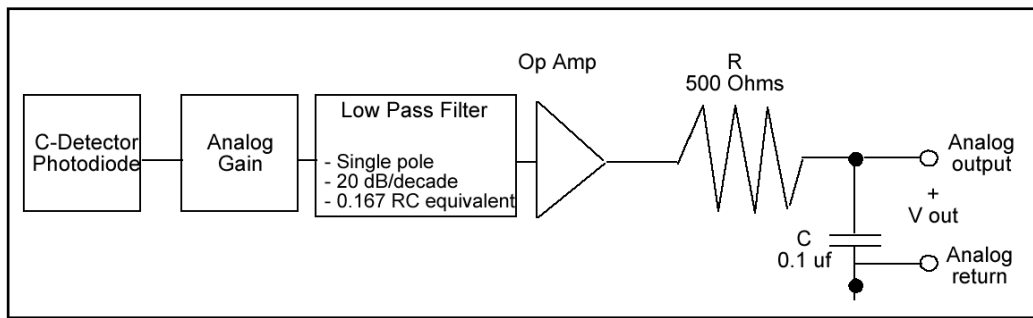 Op Amp
R
500 Ohms
C-Detector
Photodiode
Analog
Gain
Low Pass Filter
- Single pole
- 20 dB/decade
- 0.167 RC equivalent
Analog
output
+
V out
C
0.1 uf
Analog
return